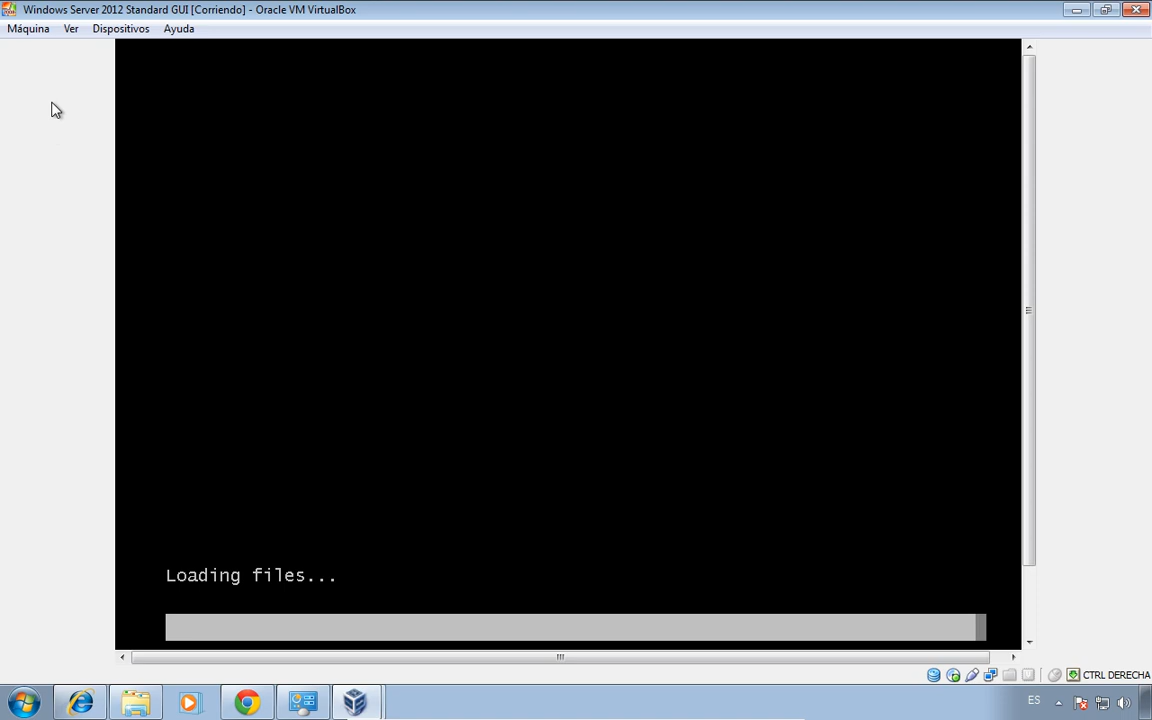 Windows Server 2012 Standard GUI [Corriendo] - Oracle VM VirtualBox
Máquina Ver Dispositivos Ayuda
Loading files...
CTRL DERECHA
ES